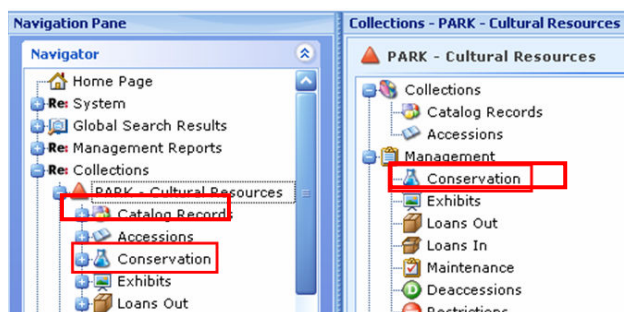 Navigation Pane
Navigator
Home Page
Re: System
Global Search Results
Re: Management Reports
Re: Collections
PARK - Cultural Resources
Catalog Records
Accessions
Conservation
Exhibits
Loans Out
Collections - PARK - Cultural Resources
PARK - Cultural Resources
Collections
Catalog Records
Accessions
Management
Conservation
Exhibits
Loans Out
Loans In
Maintenance
Deaccessions
Restrictions